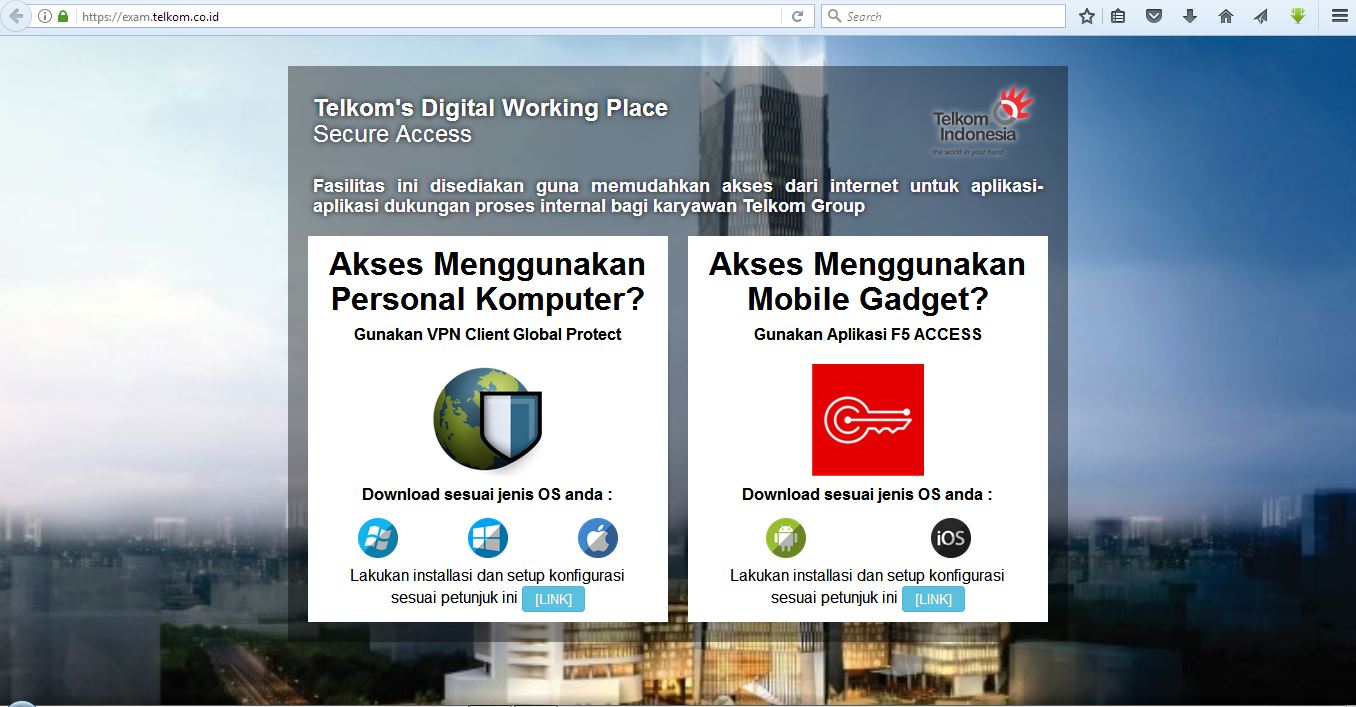 https://exam.telkom.co.id
Search
Telkom's Digital Working Place
Secure Access
Telkom
Indonesia
the world in your hand
Fasilitas ini disediakan guna memudahkan akses dari internet untuk aplikasi-
aplikasi dukungan proses internal bagi karyawan Telkom Group
Akses Menggunakan
Personal Komputer?
Gunakan VPN Client Global Protect
Download sesuai jenis OS anda :
Lakukan installasi dan setup konfigurasi
sesuai petunjuk ini [LINK]
Akses Menggunakan
Mobile Gadget?
Gunakan Aplikasi F5 ACCESS
Download sesuai jenis OS anda :
iOS
Lakukan installasi dan setup konfigurasi
sesuai petunjuk ini [LINK]